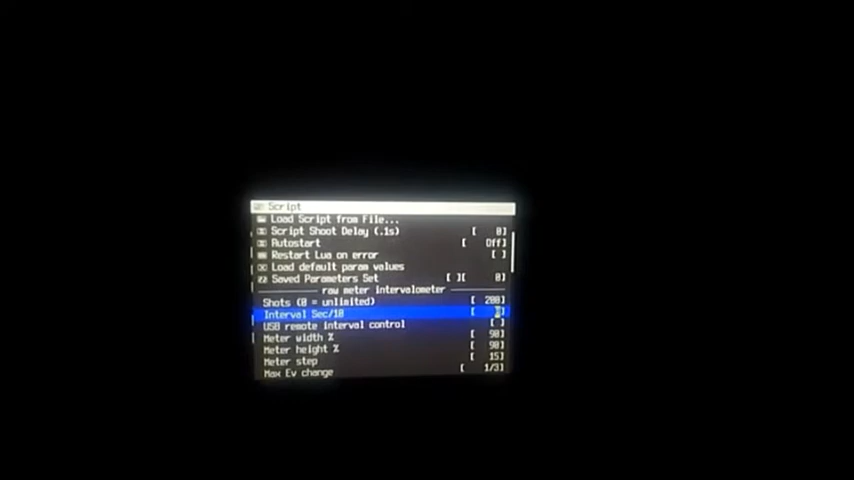 Script
Load Script from File...
Script Shoot Delay (.1s) [ 0]
Autostart [ Off]
Restart Lua on error [ ]
Load default param values
Saved Parameters Set [ ][ 0]
raw meter intervalometer
Shots (0 = unlimited) [ 200]
Interval Sec/10 [ ]
USB remote interval control [ ]
Meter width % [ 90]
Meter height % [ 90]
Meter step [ 15]
Max Ev change [ 1/3]